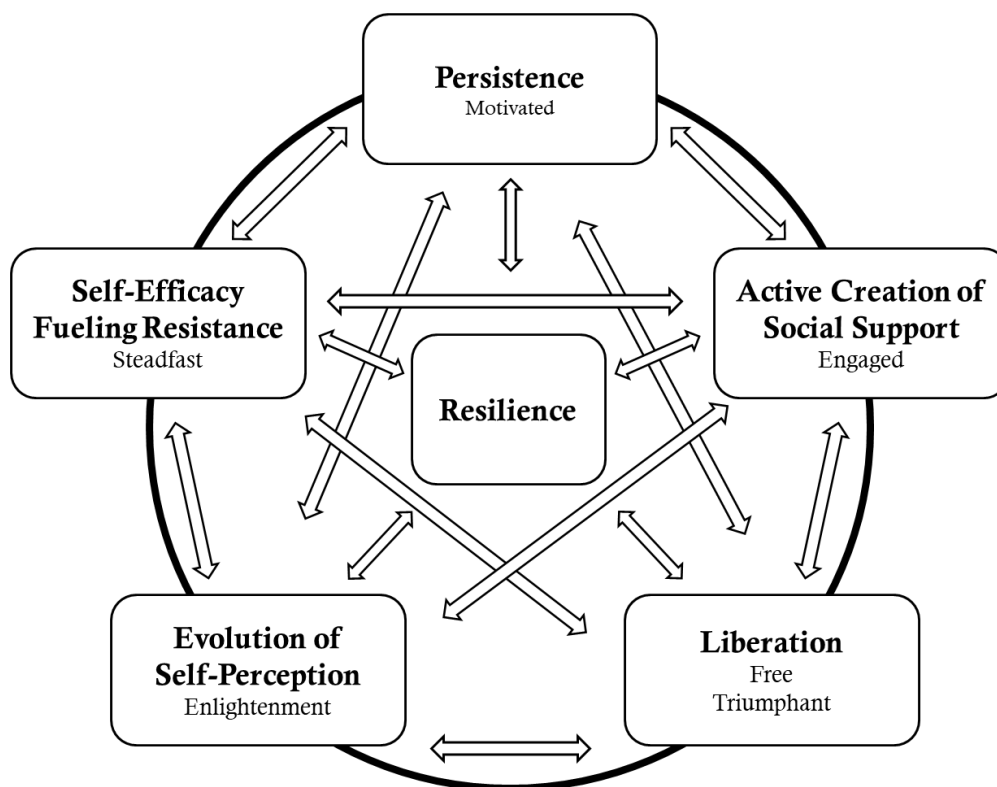 Persistence
Motivated
Self-Efficacy
Fueling Resistance
Steadfast
Active Creation of
Social Support
Engaged
Resilience
Evolution of
Self-Perception
Enlightenment
Liberation
Free
Triumphant